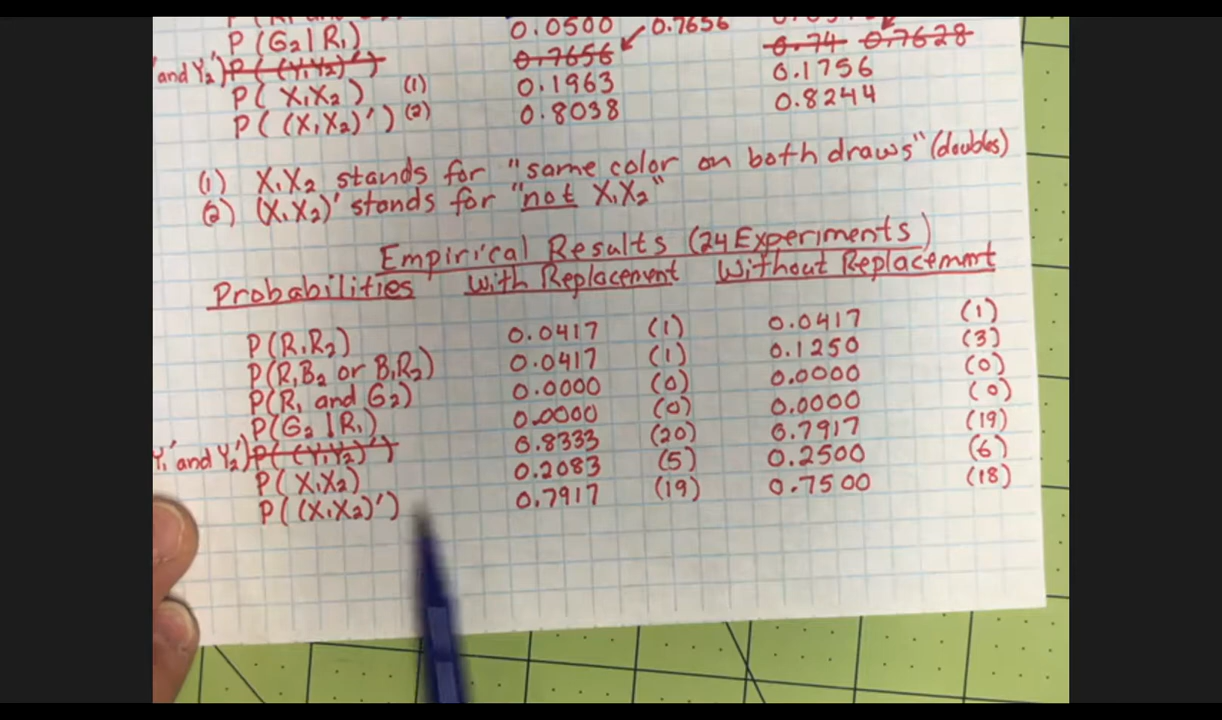 P(G₂ | R₁) 0.0500 0.7656
and Y₂') P((Y₁Y₂)') 0.7656 0.74 0.7628
P( X₁X₂ ) (1) 0.1963 0.1756
P( (X₁X₂)' ) (2) 0.8038 0.8244
(1) X₁X₂ stands for "same color on both draws" (doubles)
(2) (X₁X₂)' stands for "not X₁X₂"
Empirical Results (24 Experiments)
Probabilities With Replacement Without Replacement
P(R₁R₂) 0.0417 (1) 0.0417 (1)
P(R₁B₂ or B₁R₂) 0.0417 (1) 0.1250 (3)
P(R₁ and G₂) 0.0000 (0) 0.0000 (0)
P(G₂ | R₁) 0.0000 (0) 0.0000 (0)
Y₁' and Y₂') P((Y₁Y₂)') 0.8333 (20) 0.7917 (19)
P(X₁X₂) 0.2083 (5) 0.2500 (6)
P((X₁X₂)') 0.7917 (19) 0.7500 (18)